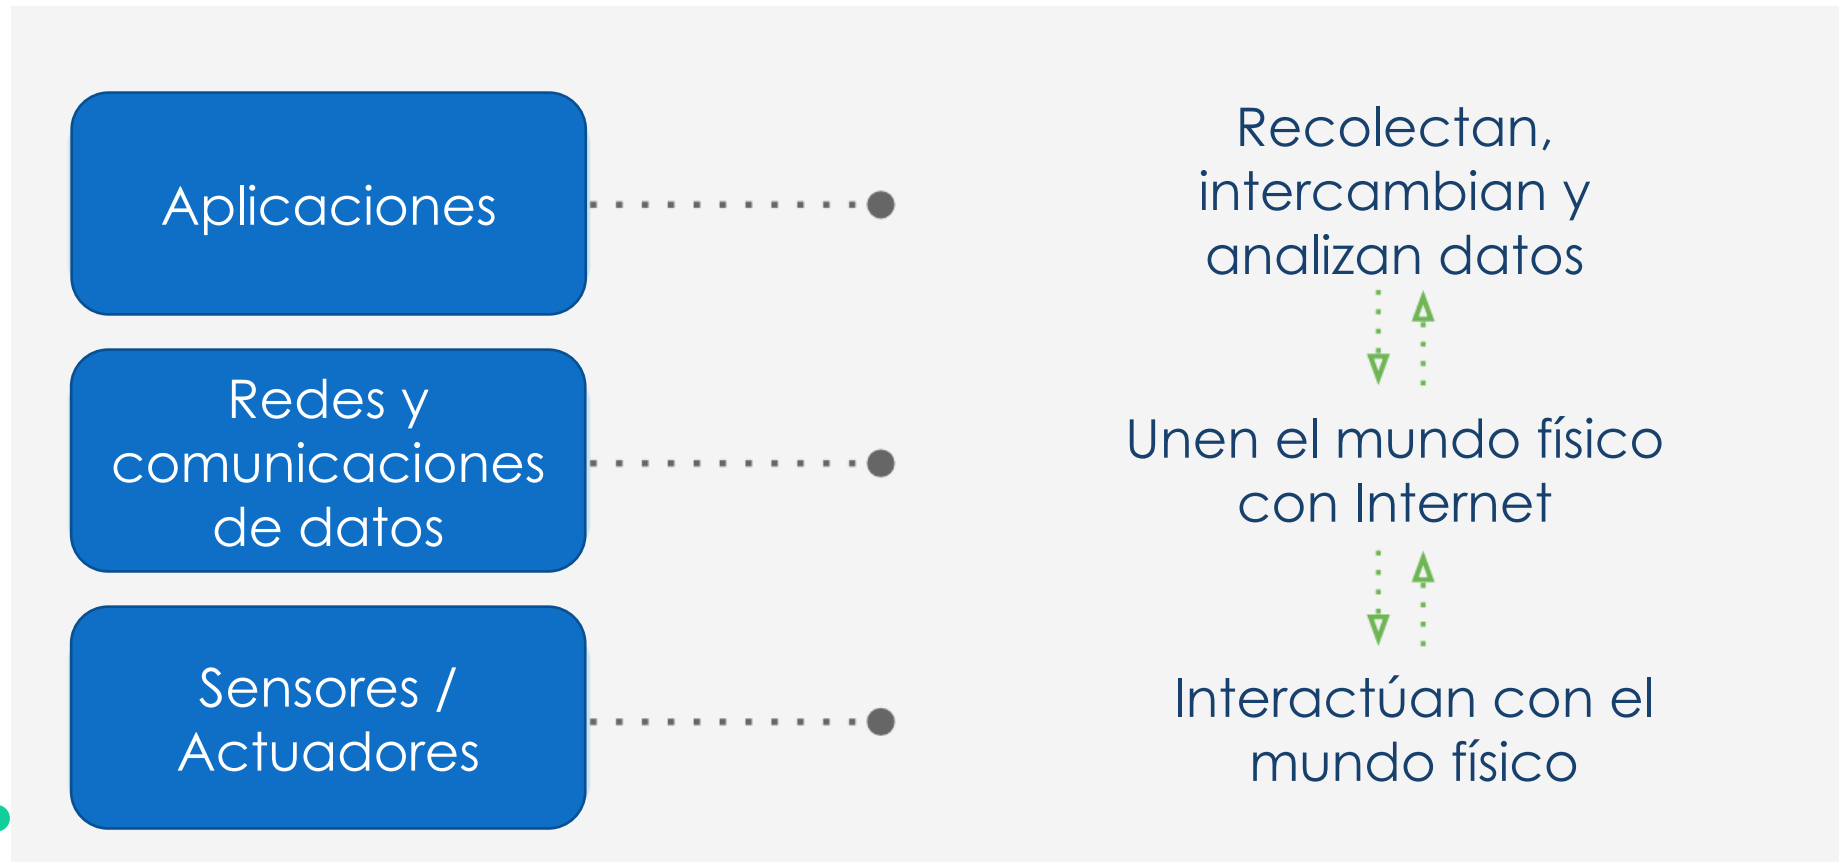 Aplicaciones
Recolectan,
intercambian y
analizan datos
Redes y
comunicaciones
de datos
Unen el mundo físico
con Internet
Sensores /
Actuadores
Interactúan con el
mundo físico